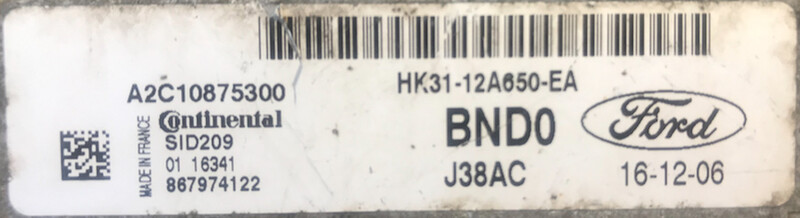 HK31-12A650-EA
A2C10875300
Continental
SID209
01 16341
867974122
MADE IN FRANCE
BND0
J38AC
Ford
16-12-06